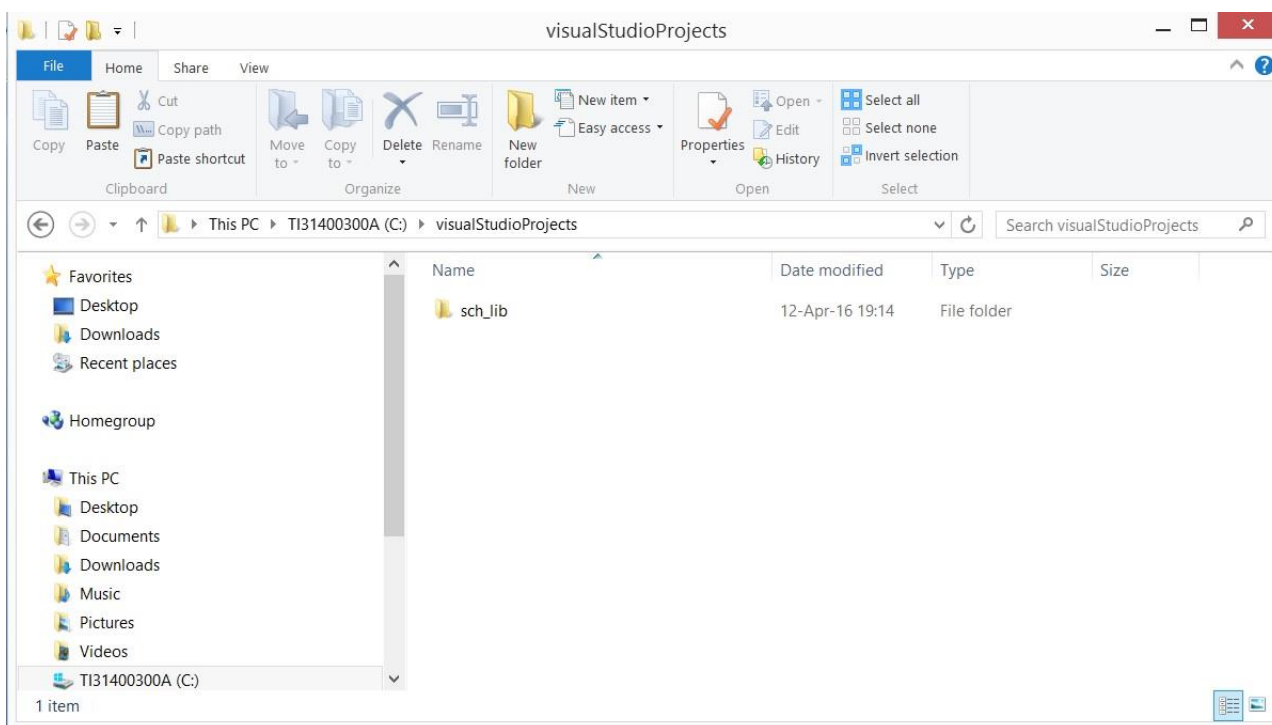 visualStudioProjects
File Home Share View
Copy
Paste
Cut
Copy path
Paste shortcut
Clipboard
Move to
Copy to
Delete
Rename
Organize
New folder
New item
Easy access
New
Properties
Open
Edit
History
Open
Select all
Select none
Invert selection
Select
This PC TI31400300A (C:) visualStudioProjects
Search visualStudioProjects
Favorites
Desktop
Downloads
Recent places
Homegroup
This PC
Desktop
Documents
Downloads
Music
Pictures
Videos
TI31400300A (C:)
Name Date modified Type Size
sch_lib 12-Apr-16 19:14 File folder
1 item